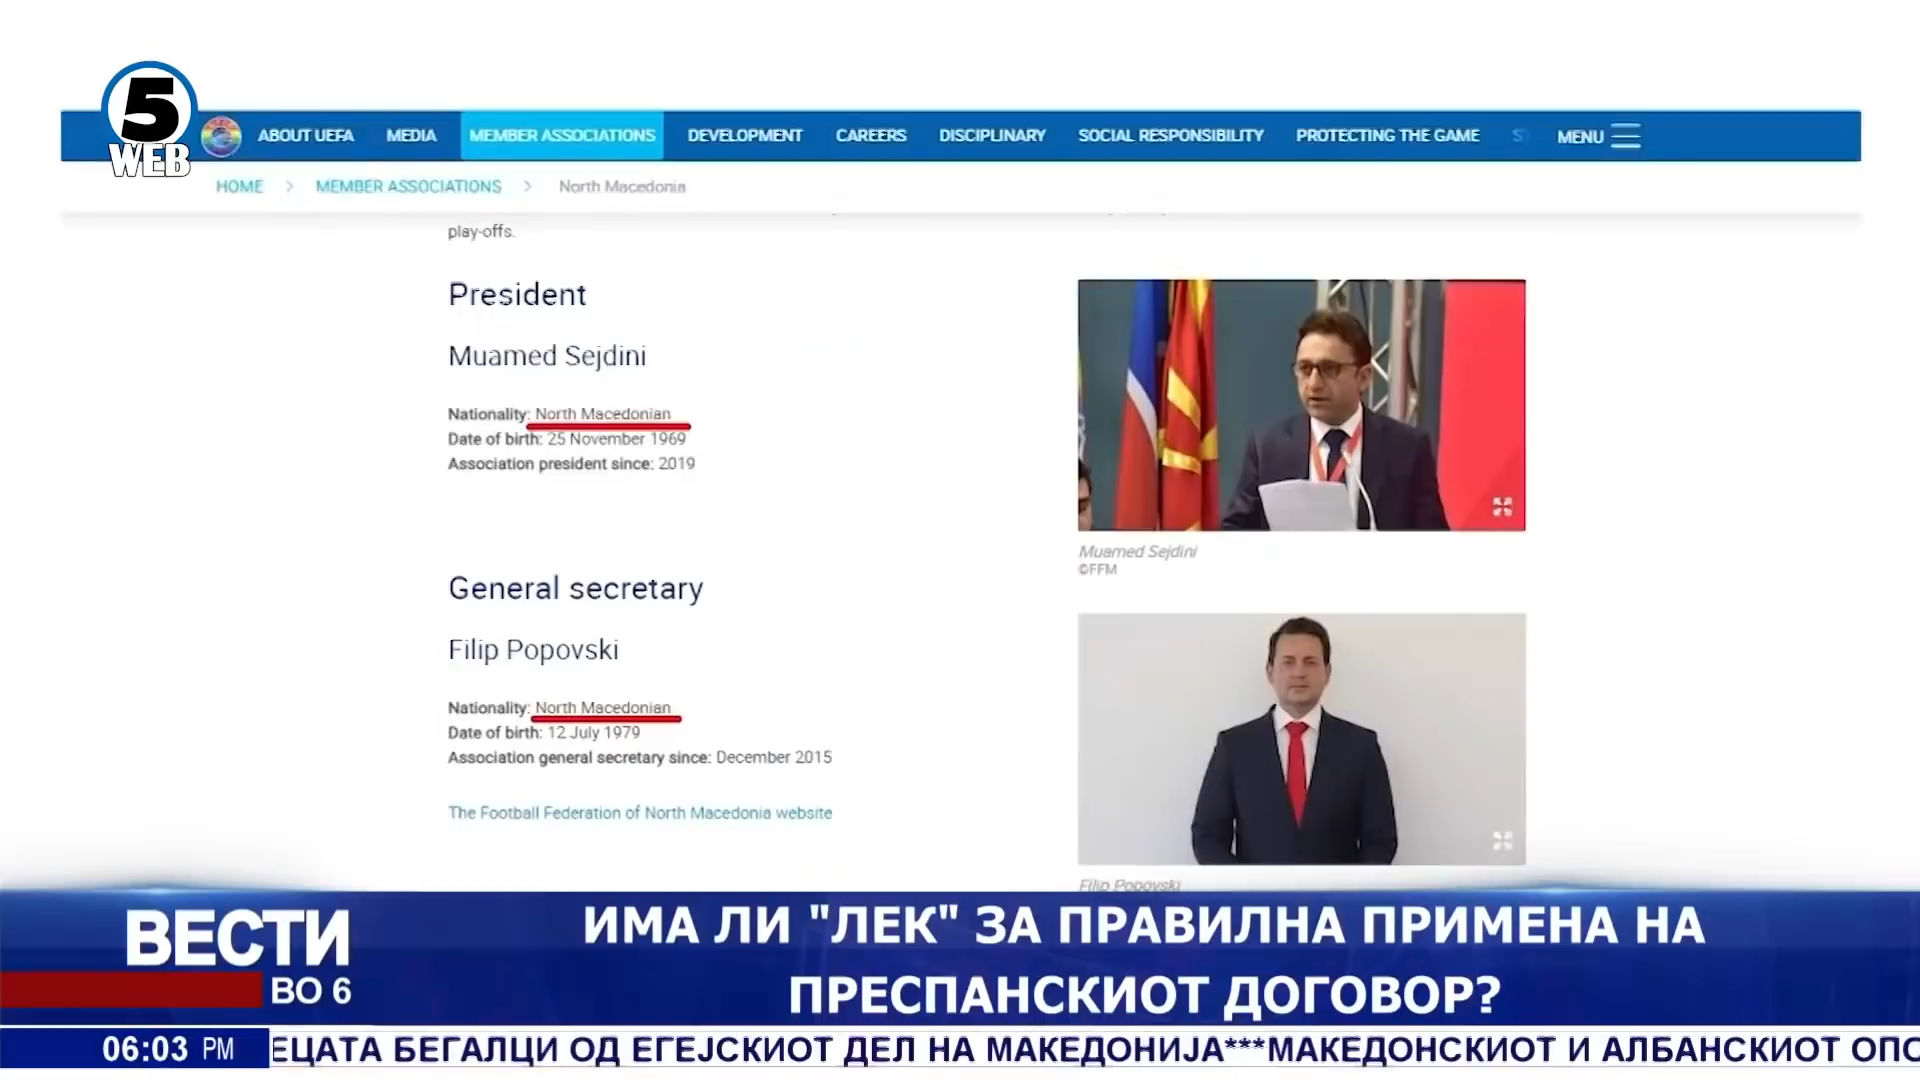 5
WEB
ABOUT UEFA MEDIA MEMBER ASSOCIATIONS DEVELOPMENT CAREERS DISCIPLINARY SOCIAL RESPONSIBILITY PROTECTING THE GAME MENU
HOME > MEMBER ASSOCIATIONS > North Macedonia
play-offs.
President
Muamed Sejdini
Nationality: North Macedonian
Date of birth: 25 November 1969
Association president since: 2019
Muamed Sejdini
©FFM
General secretary
Filip Popovski
Nationality: North Macedonian
Date of birth: 12 July 1979
Association general secretary since: December 2015
The Football Federation of North Macedonia website
Filip Popovski
ВЕСТИ
ВО 6
ИМА ЛИ "ЛЕК" ЗА ПРАВИЛНА ПРИМЕНА НА
ПРЕСПАНСКИОТ ДОГОВОР?
06:03 PM
ЕЦАТА БЕГАЛЦИ ОД ЕГЕЈСКИОТ ДЕЛ НА МАКЕДОНИЈА***МАКЕДОНСКИОТ И АЛБАНСКИОТ ОПС